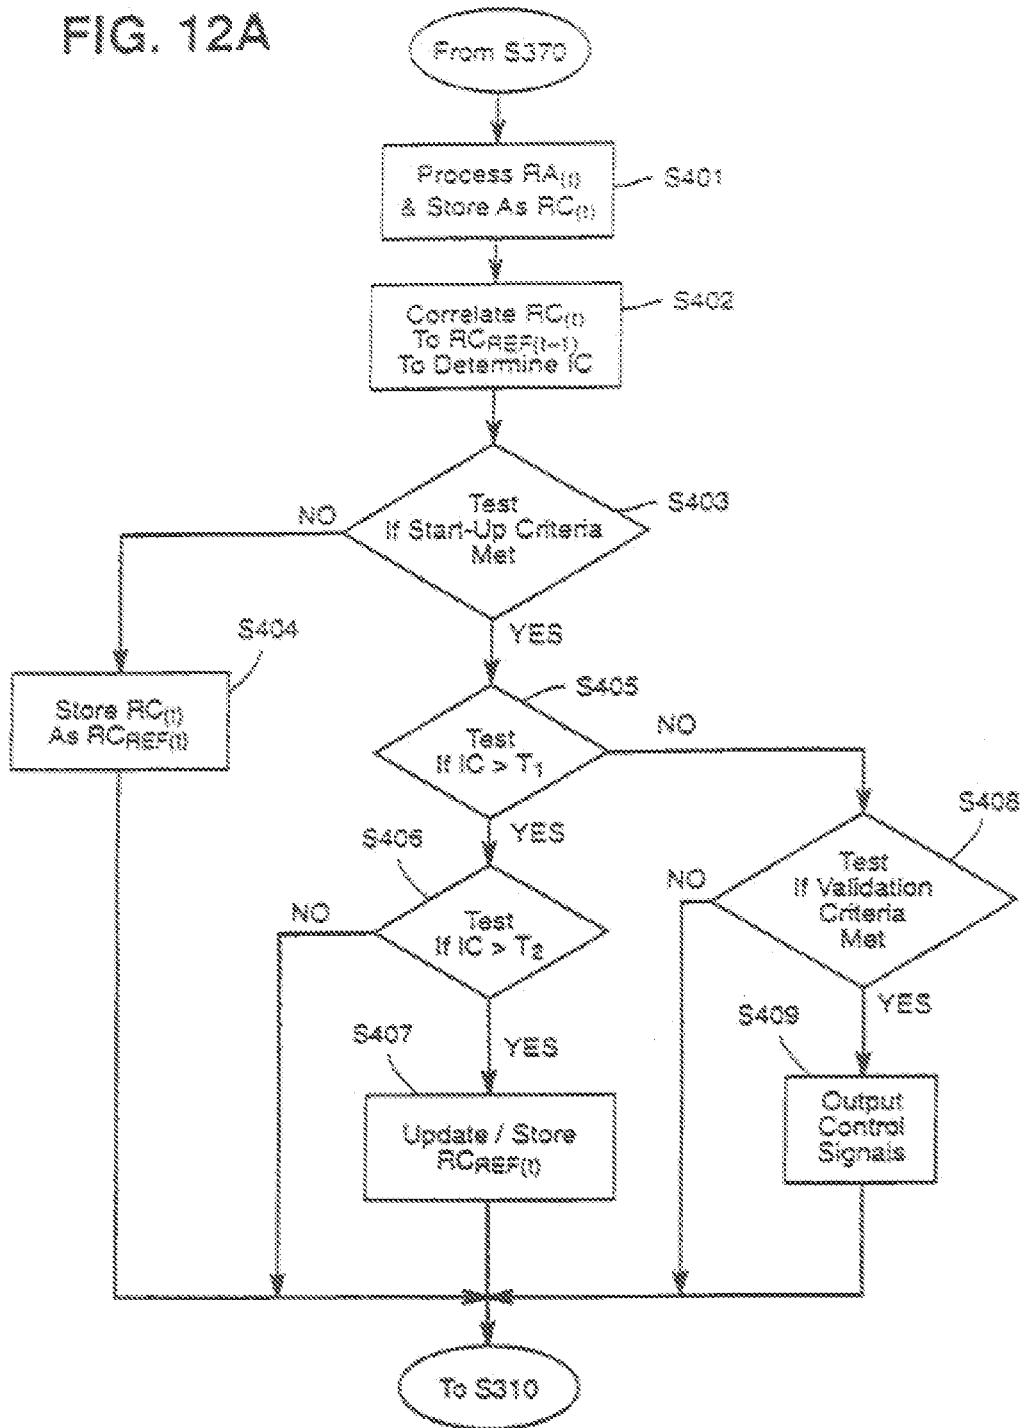 FIG. 12A
From S370
Process RA(t)
& Store As RC(t)
S401
Correlate RC(t)
To RCREF(t-1)
To Determine IC
S402
Test
If Start-Up Criteria
Met
S403
NO
YES
S404
Store RC(t)
As RCREF(t)
S405
Test
If IC > T1
NO
YES
S406
Test
If IC > T2
NO
YES
S408
Test
If Validation
Criteria
Met
NO
YES
S407
Update / Store
RCREF(t)
S409
Output
Control
Signals
To S310